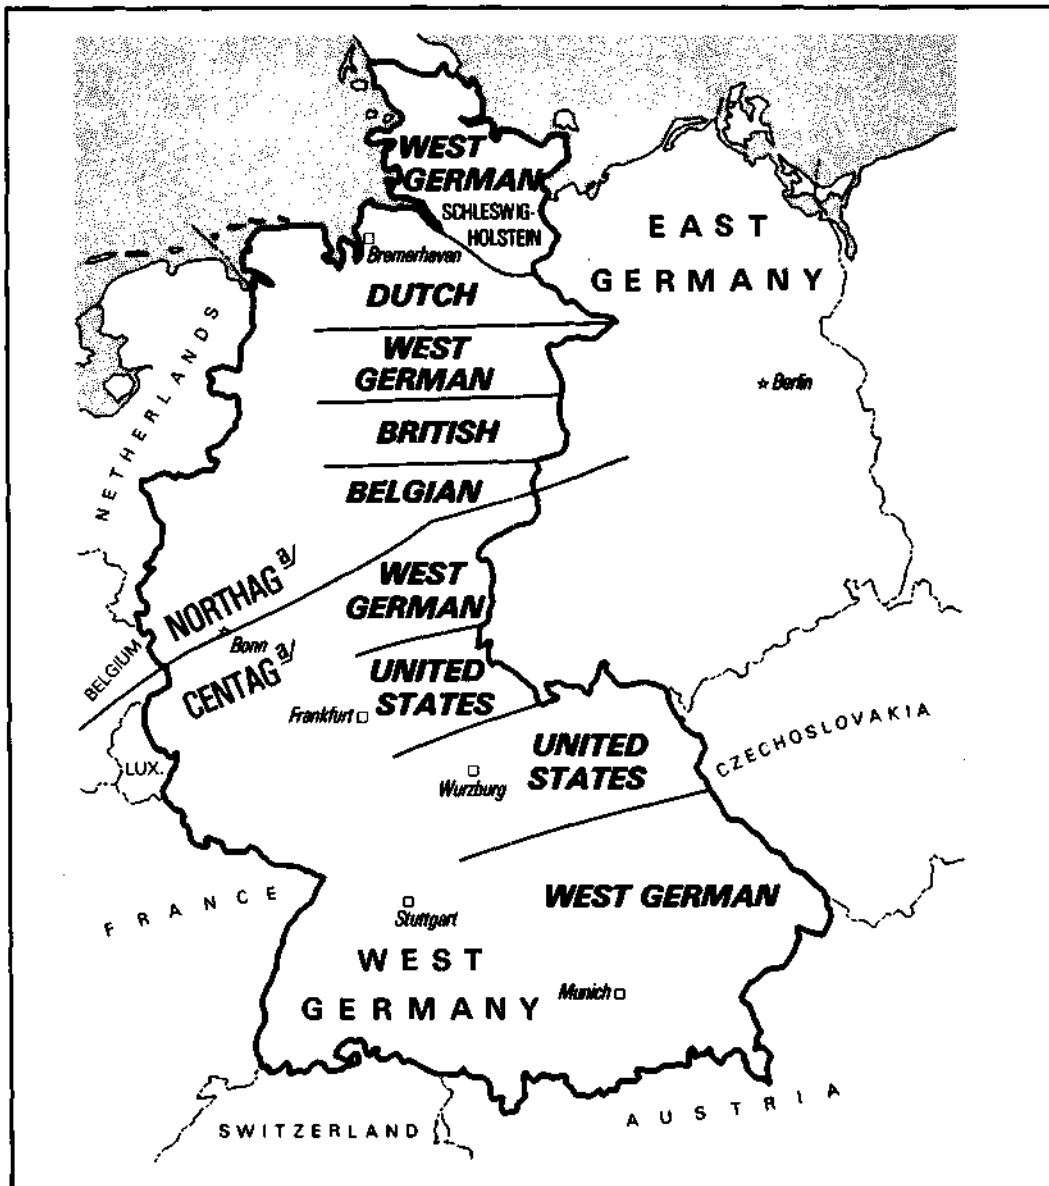 WEST
GERMAN
SCHLESWIG-
HOLSTEIN
EAST
GERMANY
Bremerhaven
DUTCH
NETHERLANDS
WEST
GERMAN
Berlin
BRITISH
BELGIAN
NORTHAG a/
WEST
GERMAN
BELGIUM
Bonn
CENTAG a/
UNITED
STATES
Frankfurt
CZECHOSLOVAKIA
UNITED
STATES
LUX.
Wurzburg
FRANCE
WEST GERMAN
Stuttgart
WEST
GERMANY
Munich
AUSTRIA
SWITZERLAND